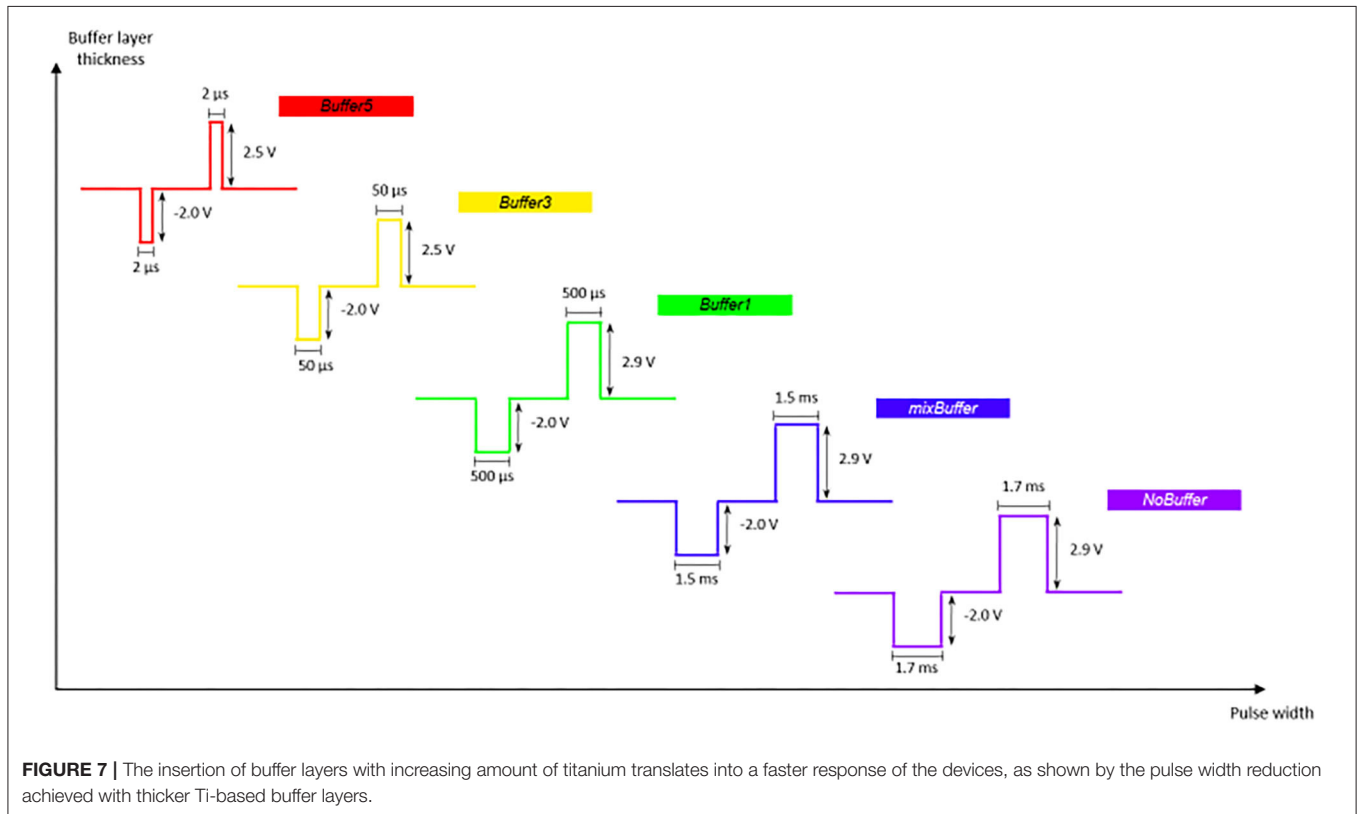 Buffer layer
thickness
2 µs
Buffer5
2.5 V
-2.0 V
2 µs
50 µs
Buffer3
2.5 V
-2.0 V
50 µs
500 µs
Buffer1
2.9 V
-2.0 V
500 µs
1.5 ms
mixBuffer
2.9 V
-2.0 V
1.5 ms
1.7 ms
NoBuffer
2.9 V
-2.0 V
1.7 ms
Pulse width
FIGURE 7 | The insertion of buffer layers with increasing amount of titanium translates into a faster response of the devices, as shown by the pulse width reduction
achieved with thicker Ti-based buffer layers.